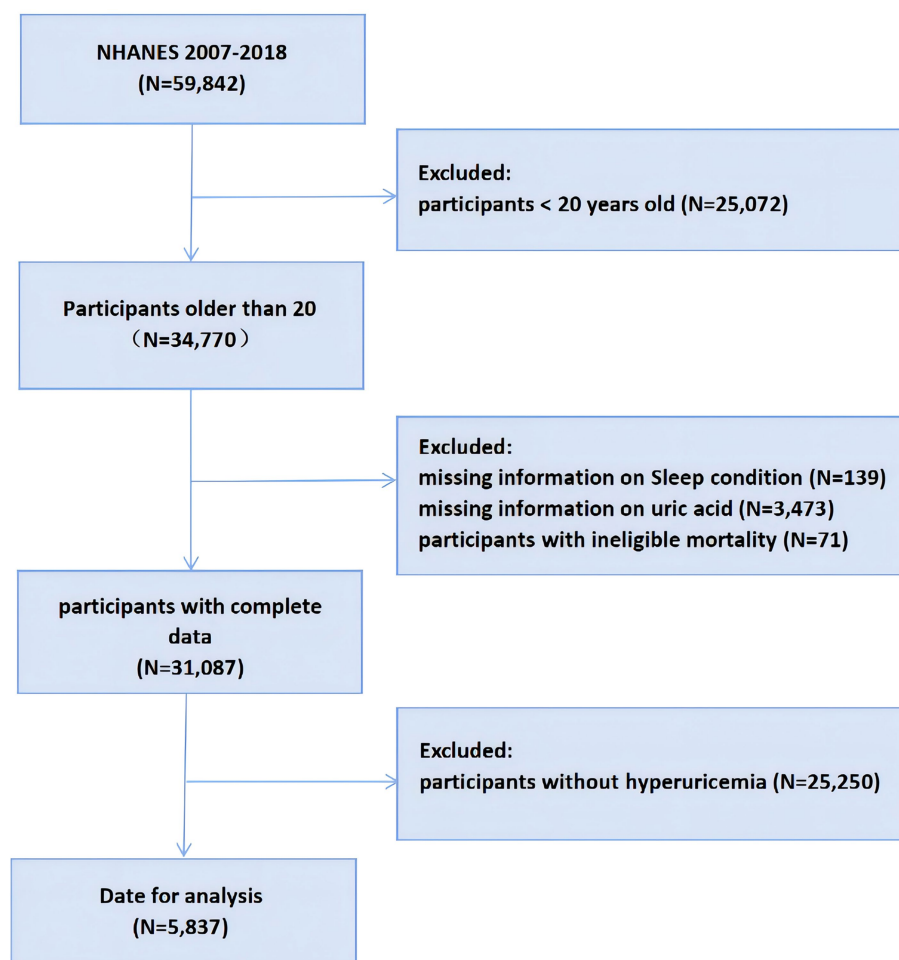 NHANES 2007-2018
(N=59,842)
Excluded:
participants < 20 years old (N=25,072)
Participants older than 20
（N=34,770）
Excluded:
missing information on Sleep condition (N=139)
missing information on uric acid (N=3,473)
participants with ineligible mortality (N=71)
participants with complete
data
(N=31,087)
Excluded:
participants without hyperuricemia (N=25,250)
Date for analysis
(N=5,837)